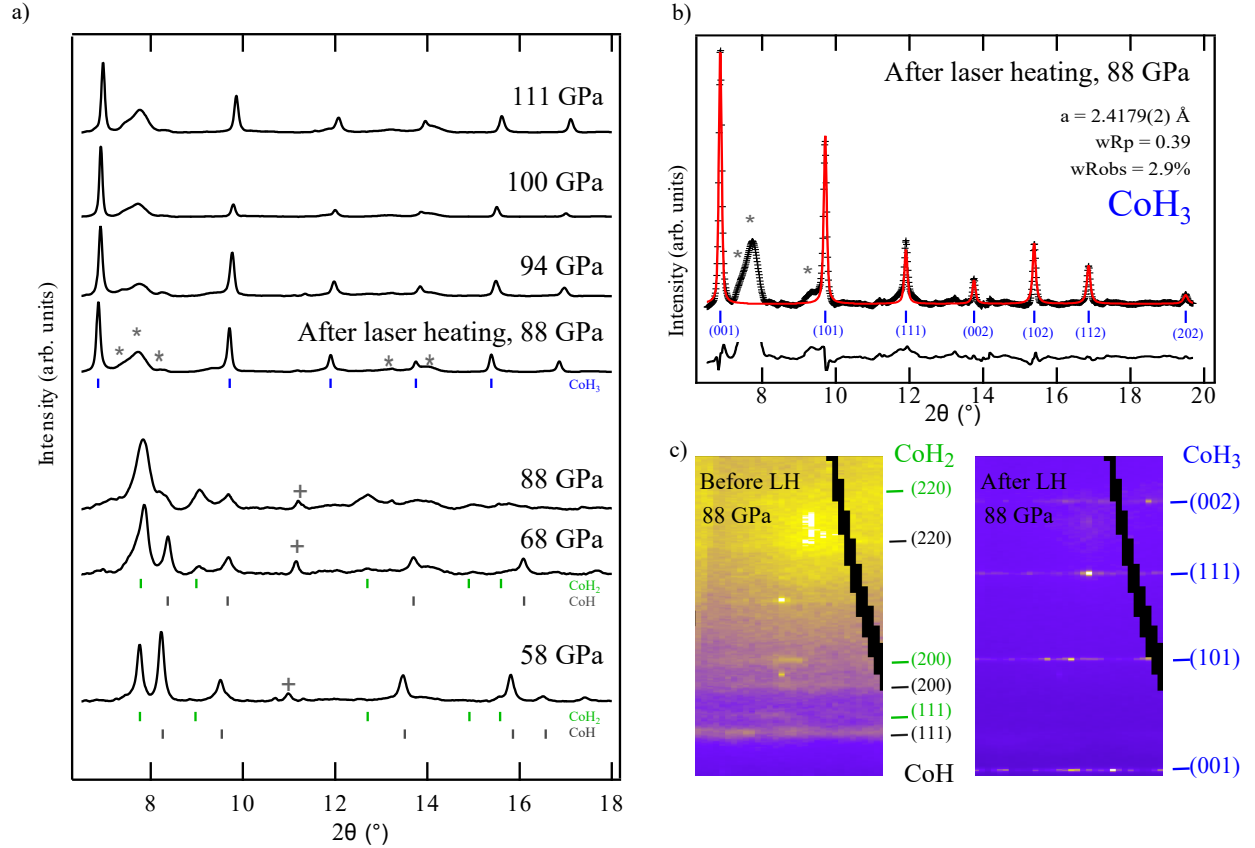 a)
111 GPa
100 GPa
94 GPa
After laser heating, 88 GPa
* * * * *
CoH₃
88 GPa
+
68 GPa
+
CoH₂
CoH
58 GPa
+
CoH₂
CoH
Intensity (arb. units)
8 10 12 14 16 18
2θ (°)
b)
After laser heating, 88 GPa
a = 2.4179(2) Å
wRp = 0.39
wRobs = 2.9%
CoH₃
* * *
(001) (101) (111) (002) (102) (112) (202)
Intensity (arb. units)
8 10 12 14 16 18 20
2θ (°)
c)
Before LH
88 GPa
CoH₂
(220)
(220)
(200)
(200)
(111)
(111)
CoH
After LH
88 GPa
CoH₃
(002)
(111)
(101)
(001)